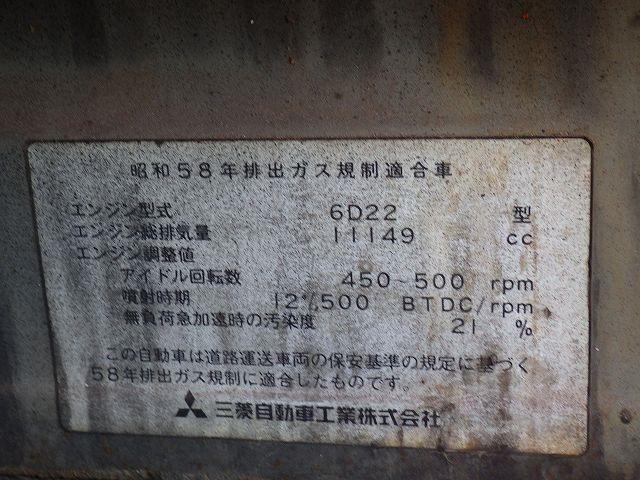 昭和58年排出ガス規制適合車
エンジン型式 6D22 型
エンジン総排気量 11149 cc
エンジン調整値
アイドル回転数 450~500 rpm
噴射時期 12°/500 BTDC/rpm
無負荷急加速時の汚染度 21 %
この自動車は道路運送車両の保安基準の規定に基づく
58年排出ガス規制に適合したものです。
三菱自動車工業株式会社